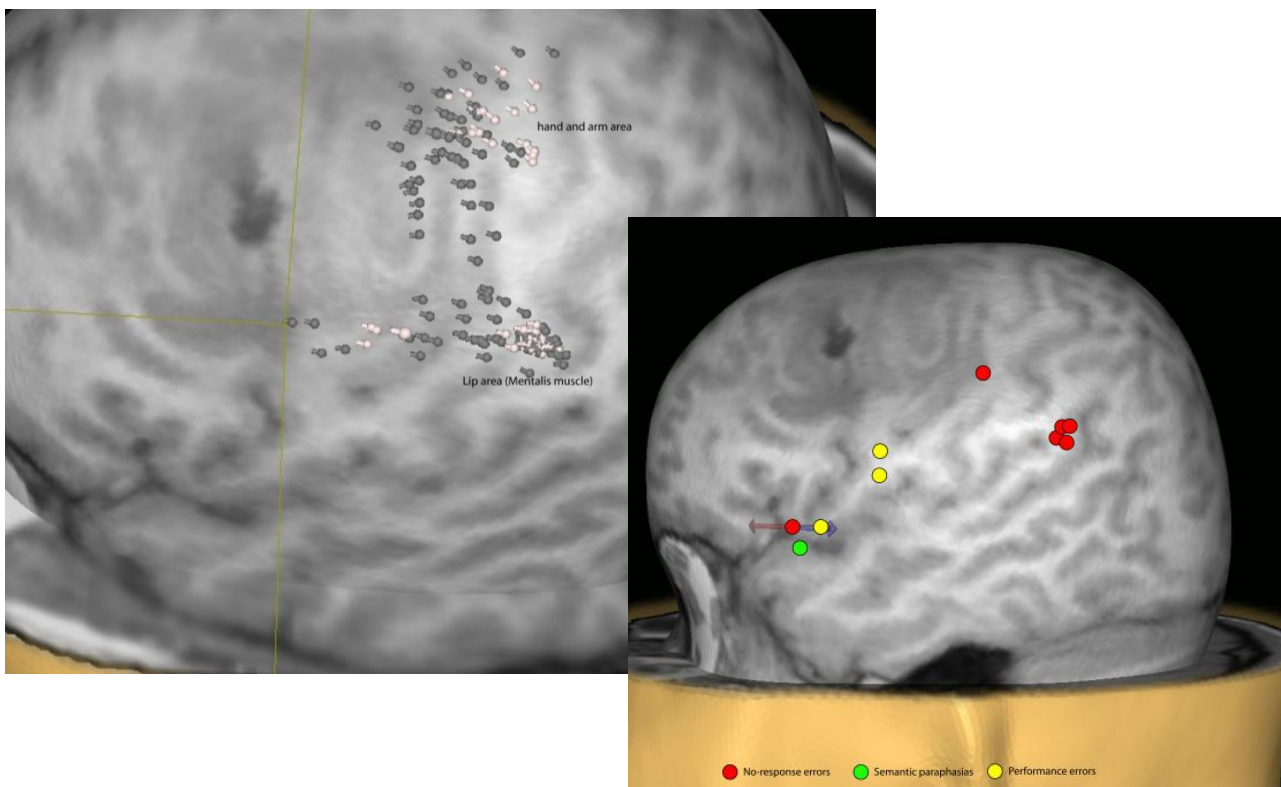 hand and arm area
Lip area (Mentalis muscle)
No-response errors
Semantic paraphasias
Performance errors